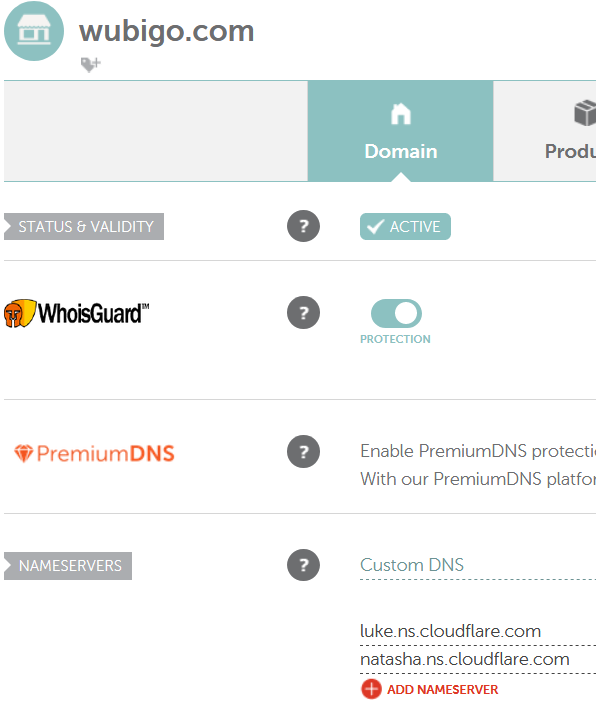 wubigo.com
Domain
Produ
STATUS & VALIDITY
?
ACTIVE
WhoisGuard™
?
PROTECTION
PremiumDNS
?
Enable PremiumDNS protecti
With our PremiumDNS platfor
NAMESERVERS
?
Custom DNS
luke.ns.cloudflare.com
natasha.ns.cloudflare.com
ADD NAMESERVER